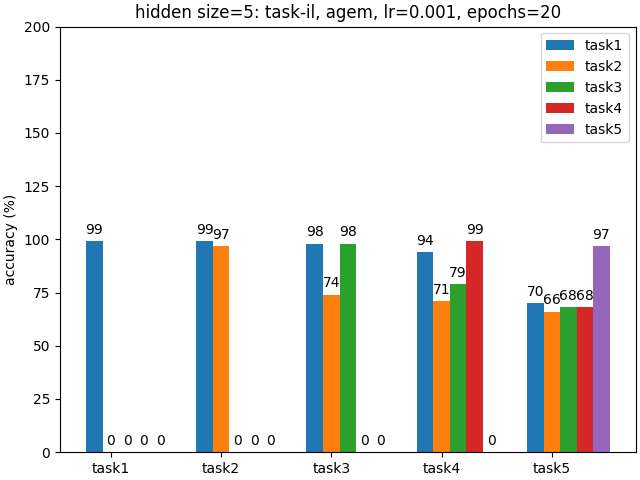 hidden size=5: task-il, agem, lr=0.001, epochs=20
accuracy (%)
200
175
150
125
100
75
50
25
0
task1
task2
task3
task4
task5
99 0 0 0 0
99 97 0 0 0
98 74 98 0 0
94 71 79 99 0
70 66 68 68 97
task1 task2 task3 task4 task5